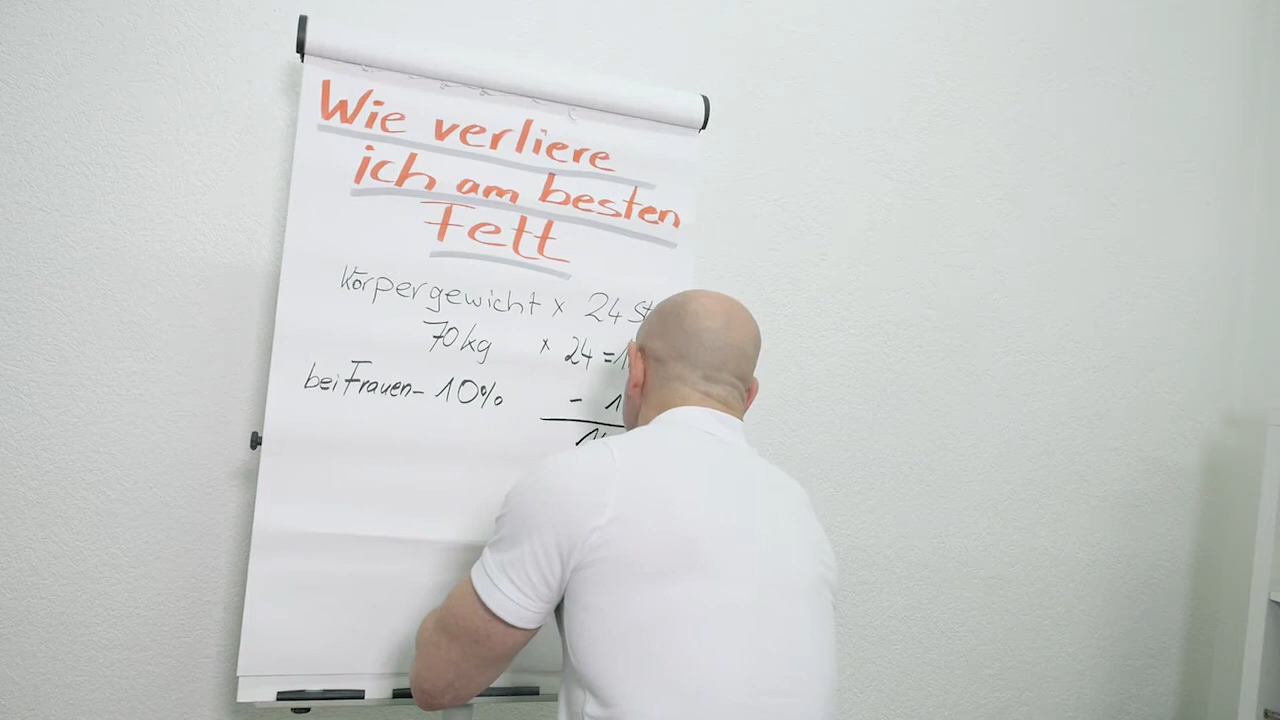 Wie verliere
ich am besten
Fett
Körpergewicht x 24
70kg x 24 =
bei Frauen - 10% -